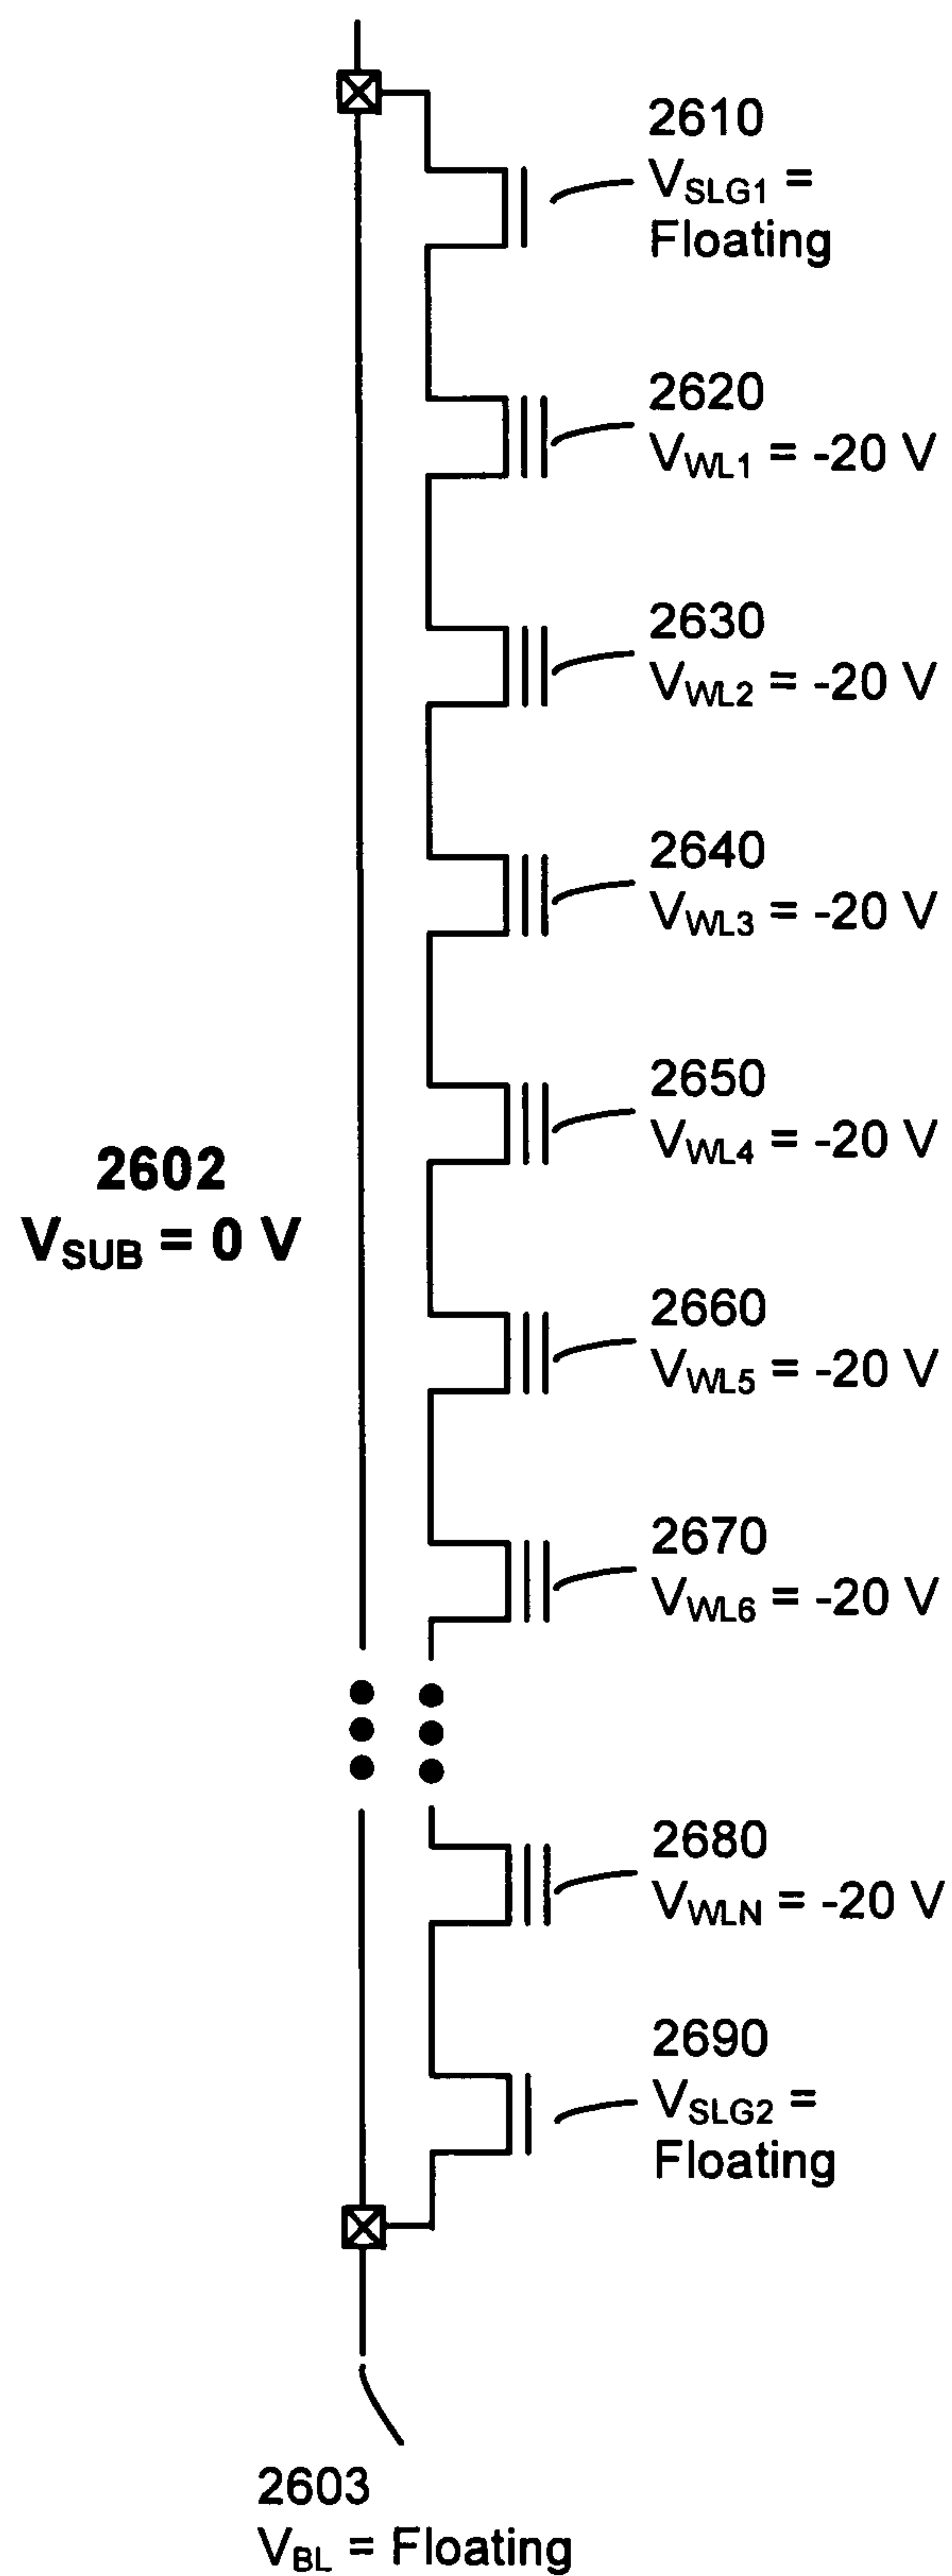 2610
VSLG1 =
Floating
2620
VWL1 = -20 V
2630
VWL2 = -20 V
2640
VWL3 = -20 V
2650
VWL4 = -20 V
2602
VSUB = 0 V
2660
VWL5 = -20 V
2670
VWL6 = -20 V
2680
VWLN = -20 V
2690
VSLG2 =
Floating
2603
VBL = Floating